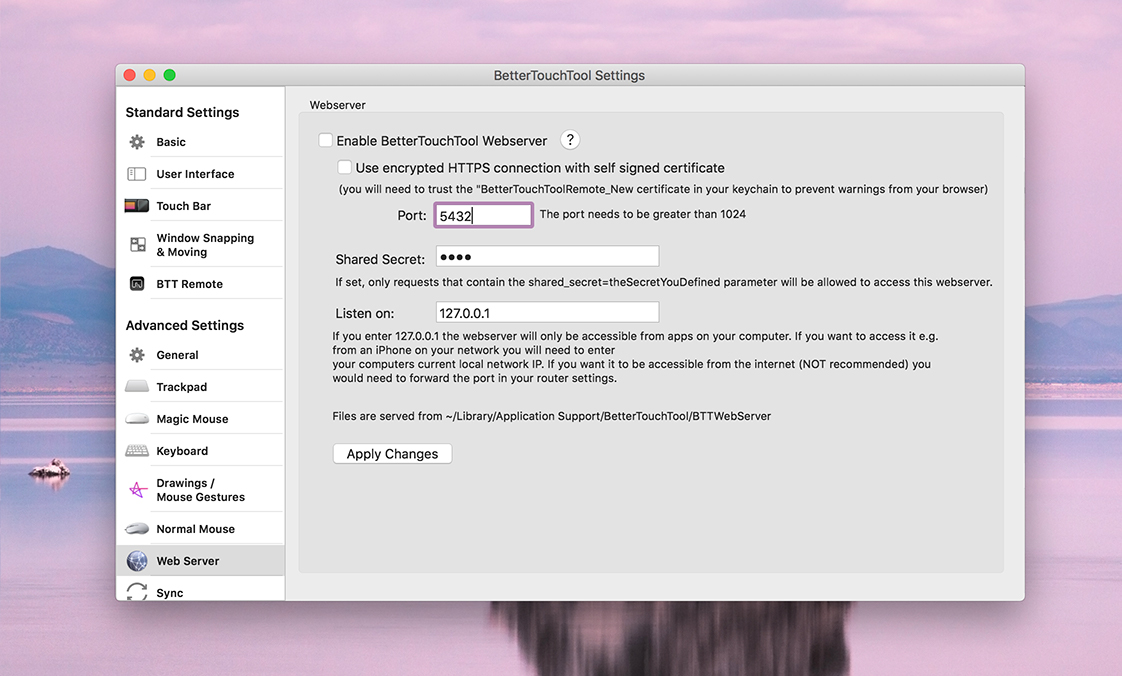 BetterTouchTool Settings
Standard Settings
Basic
User Interface
Touch Bar
Window Snapping
& Moving
BTT Remote
Advanced Settings
General
Trackpad
Magic Mouse
Keyboard
Drawings /
Mouse Gestures
Normal Mouse
Web Server
Sync
Webserver
Enable BetterTouchTool Webserver ?
Use encrypted HTTPS connection with self signed certificate
(you will need to trust the "BetterTouchToolRemote_New certificate in your keychain to prevent warnings from your browser)
Port: 5432 The port needs to be greater than 1024
Shared Secret: ●●●●
If set, only requests that contain the shared_secret=theSecretYouDefined parameter will be allowed to access this webserver.
Listen on: 127.0.0.1
If you enter 127.0.0.1 the webserver will only be accessible from apps on your computer. If you want to access it e.g.
from an iPhone on your network you will need to enter
your computers current local network IP. If you want it to be accessible from the internet (NOT recommended) you
would need to forward the port in your router settings.
Files are served from ~/Library/Application Support/BetterTouchTool/BTTWebServer
Apply Changes